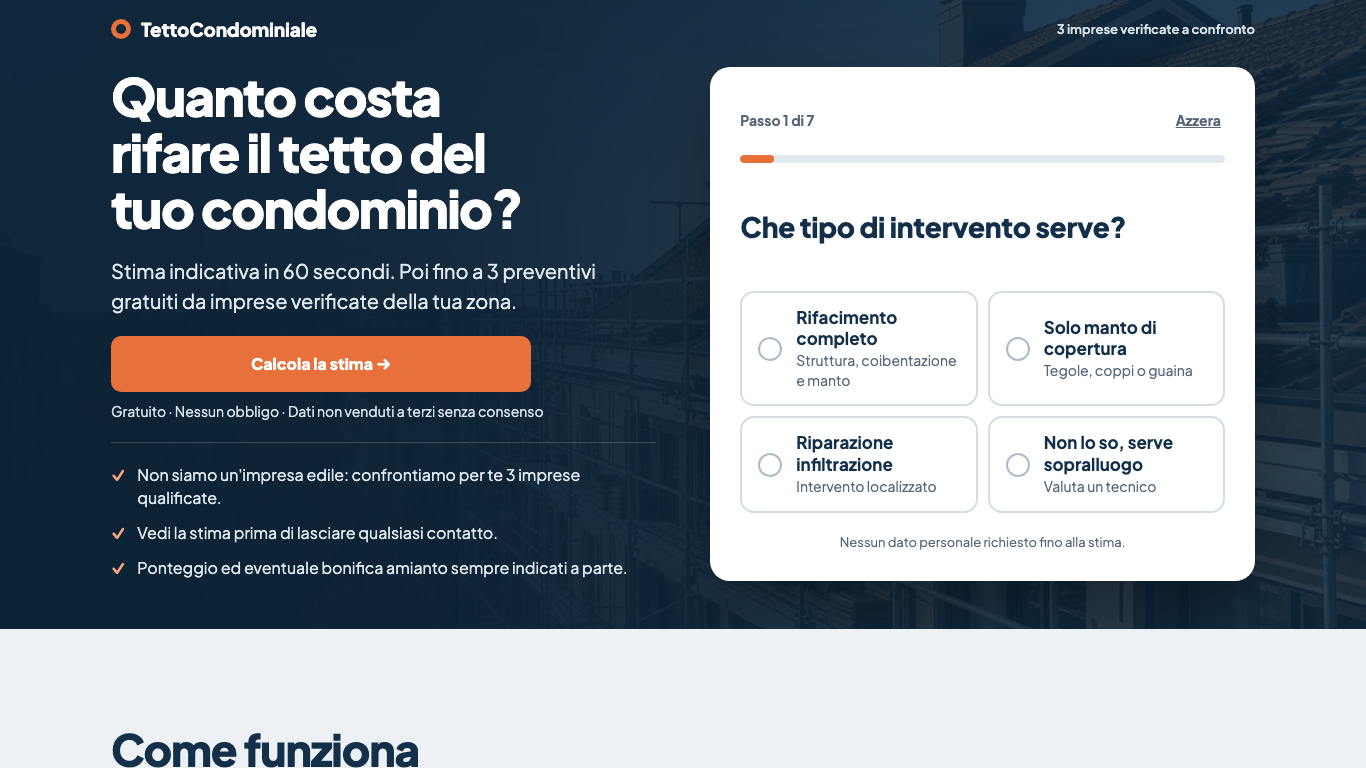 TettoCondominiale
3 imprese verificate a confronto
Quanto costa
rifare il tetto del
tuo condominio?
Stima indicativa in 60 secondi. Poi fino a 3 preventivi
gratuiti da imprese verificate della tua zona.
Calcola la stima →
Gratuito · Nessun obbligo · Dati non venduti a terzi senza consenso
Non siamo un'impresa edile: confrontiamo per te 3 imprese
qualificate.
Vedi la stima prima di lasciare qualsiasi contatto.
Ponteggio ed eventuale bonifica amianto sempre indicati a parte.
Passo 1 di 7
Azzera
Che tipo di intervento serve?
Rifacimento
completo
Struttura, coibentazione
e manto
Solo manto di
copertura
Tegole, coppi o guaina
Riparazione
infiltrazione
Intervento localizzato
Non lo so, serve
sopralluogo
Valuta un tecnico
Nessun dato personale richiesto fino alla stima.
Come funziona